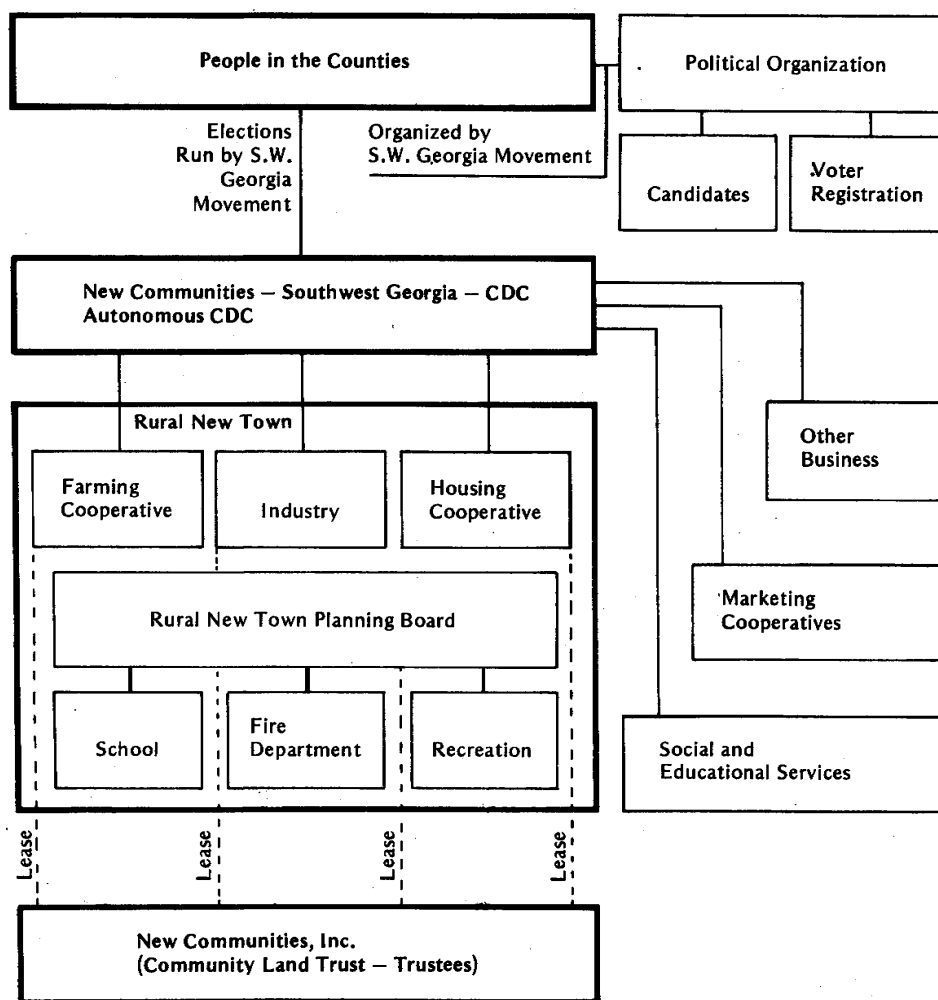 People in the Counties
Political Organization
Elections
Run by S.W.
Georgia
Movement
Organized by
S.W. Georgia Movement
Candidates
Voter
Registration
New Communities – Southwest Georgia – CDC
Autonomous CDC
Rural New Town
Farming
Cooperative
Industry
Housing
Cooperative
Other
Business
Rural New Town Planning Board
Marketing
Cooperatives
School
Fire
Department
Recreation
Social and
Educational Services
Lease
Lease
Lease
Lease
New Communities, Inc.
(Community Land Trust – Trustees)